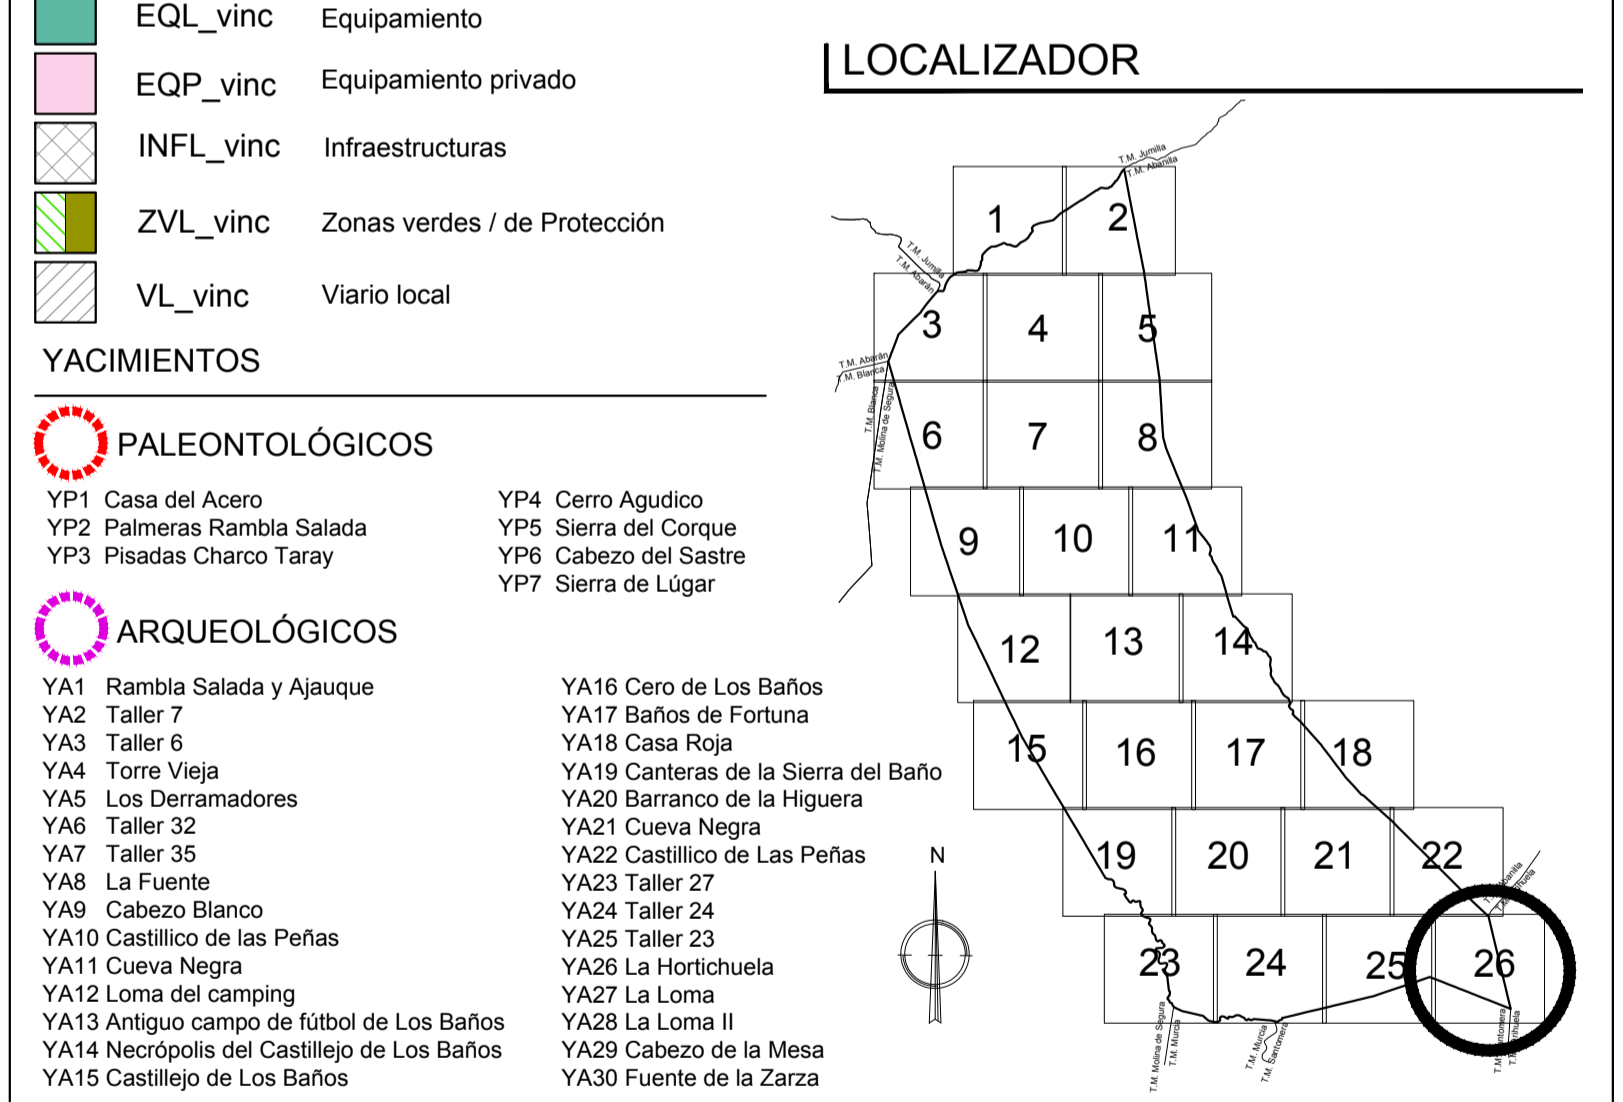 EQL_vinc Equipamiento
EQP_vinc Equipamiento privado
INFL_vinc Infraestructuras
ZVL_vinc Zonas verdes / de Protección
VL_vinc Viario local
YACIMIENTOS
PALEONTOLÓGICOS
YP1 Casa del Acero
YP2 Palmeras Rambla Salada
YP3 Pisadas Charco Taray
YP4 Cerro Agudico
YP5 Sierra del Corque
YP6 Cabezo del Sastre
YP7 Sierra de Lúgar
ARQUEOLÓGICOS
YA1 Rambla Salada y Ajauque
YA2 Taller 7
YA3 Taller 6
YA4 Torre Vieja
YA5 Los Derramadores
YA6 Taller 32
YA7 Taller 35
YA8 La Fuente
YA9 Cabezo Blanco
YA10 Castillico de las Peñas
YA11 Cueva Negra
YA12 Loma del camping
YA13 Antiguo campo de fútbol de Los Baños
YA14 Necrópolis del Castillejo de Los Baños
YA15 Castillejo de Los Baños
YA16 Cero de Los Baños
YA17 Baños de Fortuna
YA18 Casa Roja
YA19 Canteras de la Sierra del Baño
YA20 Barranco de la Higuera
YA21 Cueva Negra
YA22 Castillico de Las Peñas
YA23 Taller 27
YA24 Taller 24
YA25 Taller 23
YA26 La Hortichuela
YA27 La Loma
YA28 La Loma II
YA29 Cabezo de la Mesa
YA30 Fuente de la Zarza
N
LOCALIZADOR
T.M. Jumilla
T.M. Abanilla
1 2
T.M. Jumilla
T.M. Abarán
3 4 5
T.M. Abarán
T.M. Blanca
T.M. Blanca
T.M. Molina de Segura
6 7 8
9 10 11
12 13 14
15 16 17 18
19 20 21 22
23 24 25 26
T.M. Molina de Segura
T.M. Murcia
T.M. Murcia
T.M. Santomera